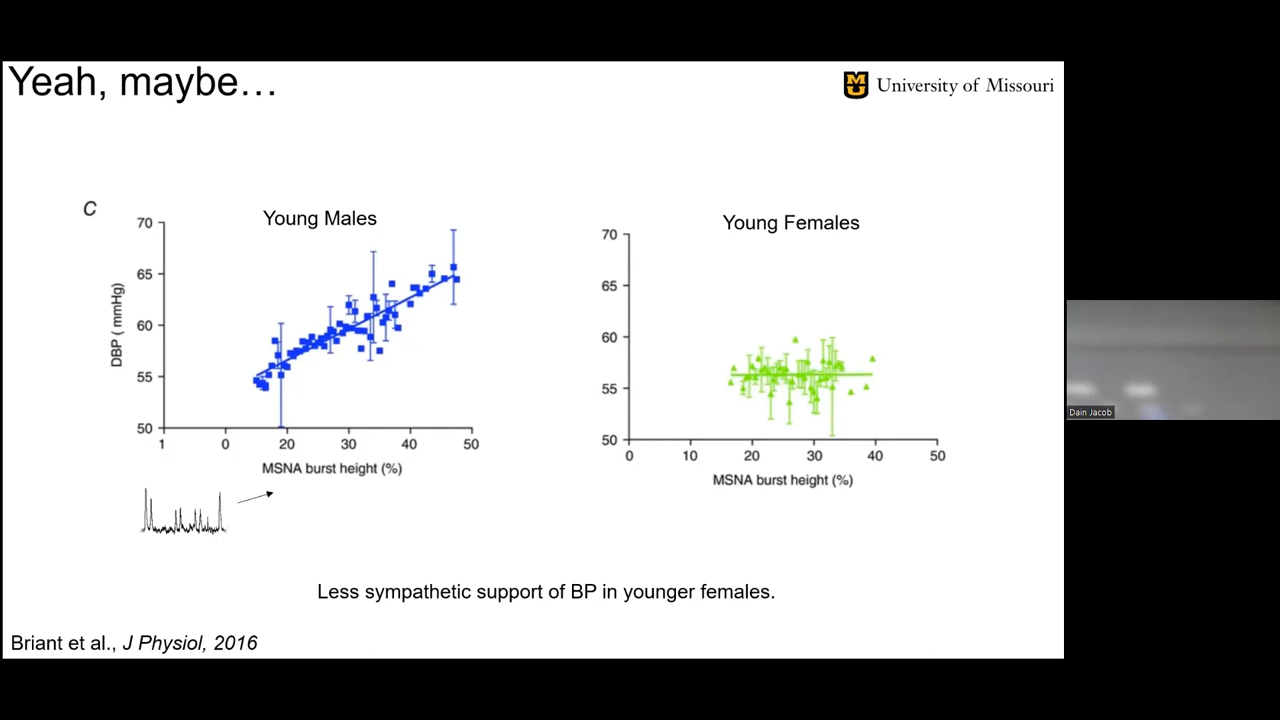 Yeah, maybe…
University of Missouri
C
Young Males
70
65
60
55
50
DBP ( mmHg)
1
0
20
30
40
50
MSNA burst height (%)
Young Females
70
65
60
55
50
0
10
20
30
40
50
MSNA burst height (%)
Less sympathetic support of BP in younger females.
Briant et al., J Physiol, 2016
Dain Jacob